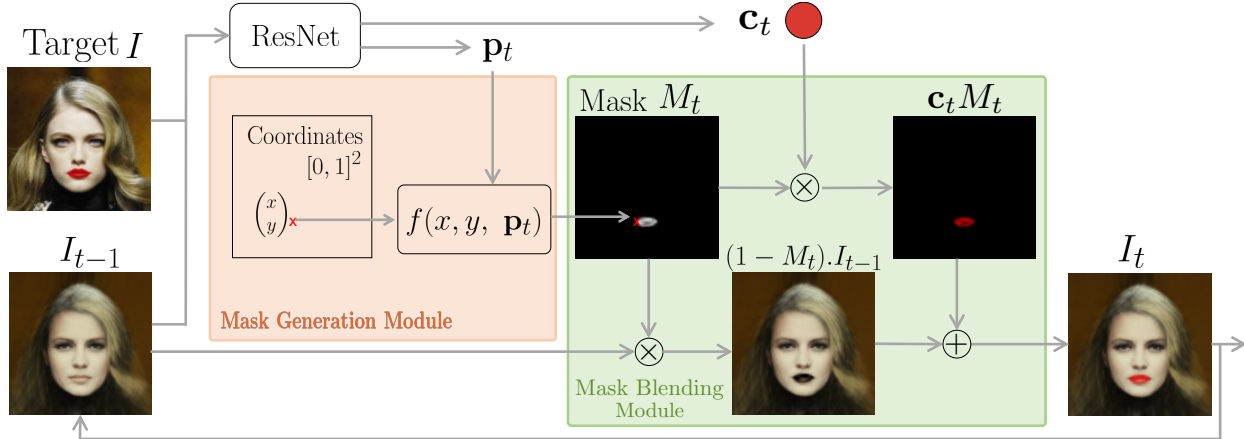 Target I
ResNet
c_t
p_t
Mask M_t
c_t M_t
Coordinates
[0, 1]^2
(x
y)
x
f(x, y, p_t)
x
I_{t-1}
(1 − M_t).I_{t-1}
I_t
⊗
⊗
+
Mask Generation Module
Mask Blending
Module